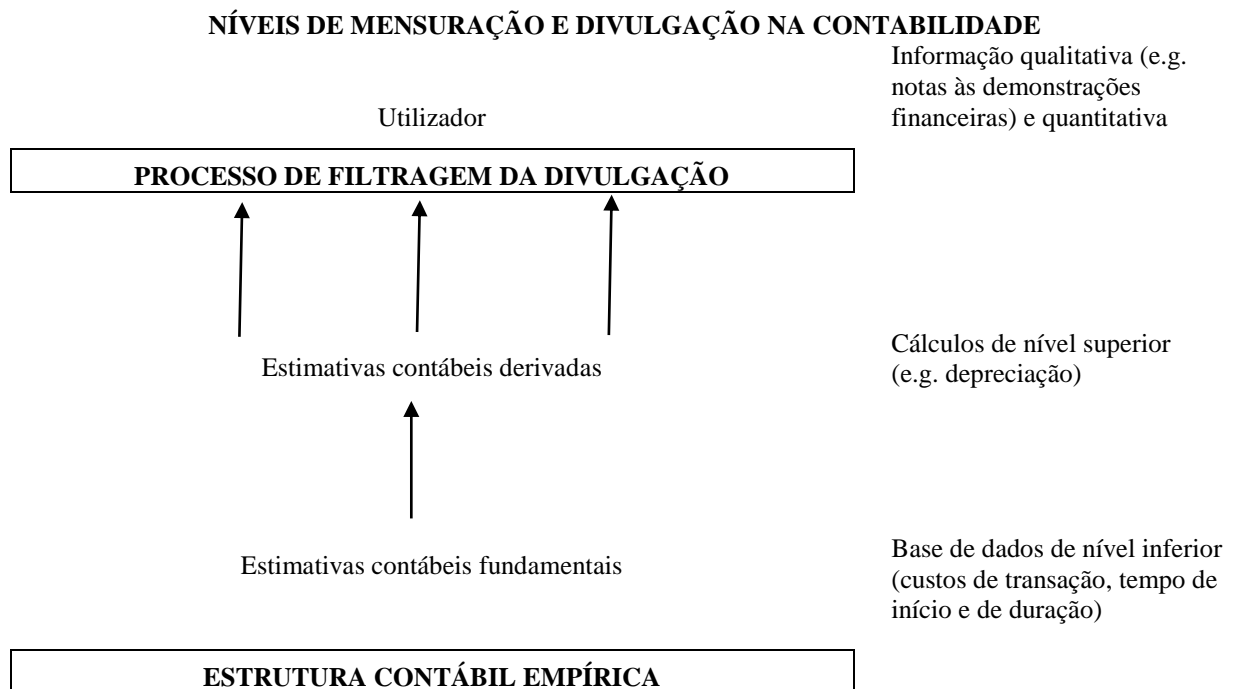 NÍVEIS DE MENSURAÇÃO E DIVULGAÇÃO NA CONTABILIDADE
Informação qualitativa (e.g.
notas às demonstrações
financeiras) e quantitativa
Utilizador
PROCESSO DE FILTRAGEM DA DIVULGAÇÃO
Estimativas contábeis derivadas
Cálculos de nível superior
(e.g. depreciação)
Estimativas contábeis fundamentais
Base de dados de nível inferior
(custos de transação, tempo de
início e de duração)
ESTRUTURA CONTÁBIL EMPÍRICA